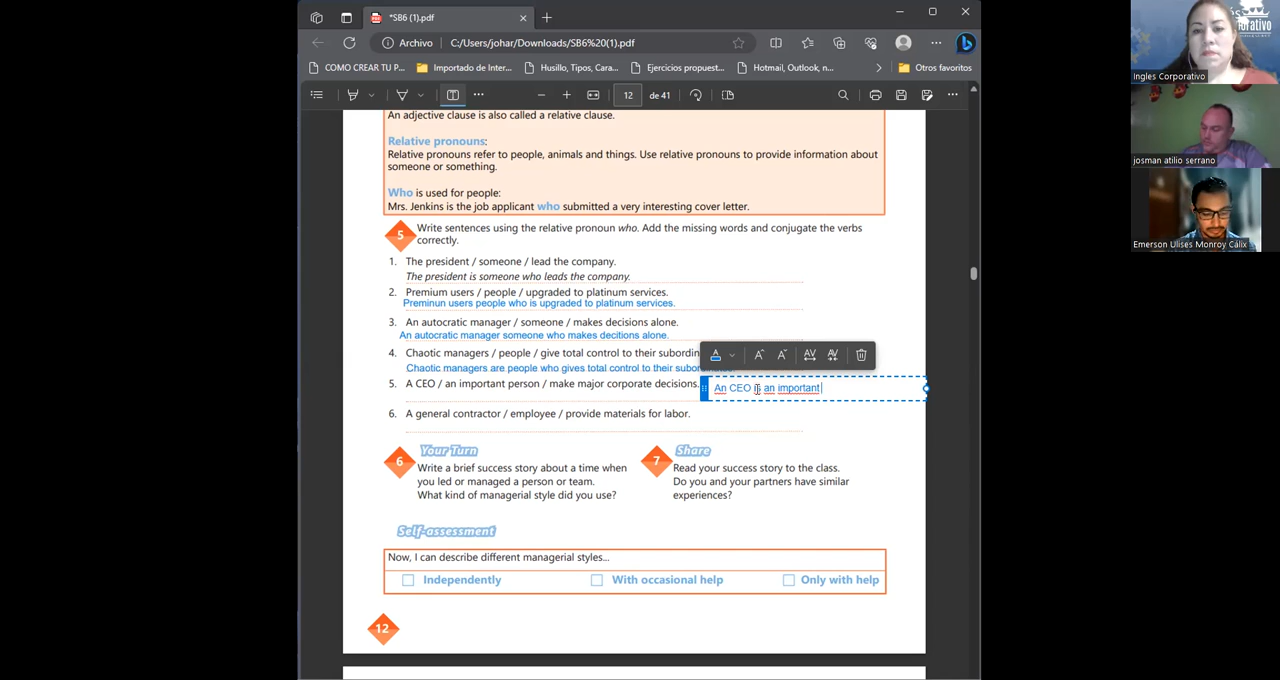 *SB6 (1).pdf
Archivo
C:/Users/johar/Downloads/SB6%20(1).pdf
COMO CREAR TU P...
Importado de Inter...
Husillo, Tipos, Cara...
Ejercicios propuest...
Hotmail, Outlook, n...
Otros favoritos
12 de 41
An adjective clause is also called a relative clause.
Relative pronouns:
Relative pronouns refer to people, animals and things. Use relative pronouns to provide information about
someone or something.
Who is used for people:
Mrs. Jenkins is the job applicant who submitted a very interesting cover letter.
5 Write sentences using the relative pronoun who. Add the missing words and conjugate the verbs
correctly.
1. The president / someone / lead the company.
The president is someone who leads the company.
2. Premium users / people / upgraded to platinum services.
Preminun users people who is upgraded to platinum services.
3. An autocratic manager / someone / makes decisions alone.
An autocratic manager someone who makes decitions alone.
4. Chaotic managers / people / give total control to their subordin
Chaotic managers are people who gives total control to their subordinates.
5. A CEO / an important person / make major corporate decisions.
An CEO is an important
6. A general contractor / employee / provide materials for labor.
6 Your Turn
Write a brief success story about a time when
you led or managed a person or team.
What kind of managerial style did you use?
7 Share
Read your success story to the class.
Do you and your partners have similar
experiences?
Self-assessment
Now, I can describe different managerial styles...
Independently
With occasional help
Only with help
12
Ingles Corporativo
josman atilio serrano
Emerson Ulises Monroy Cálix